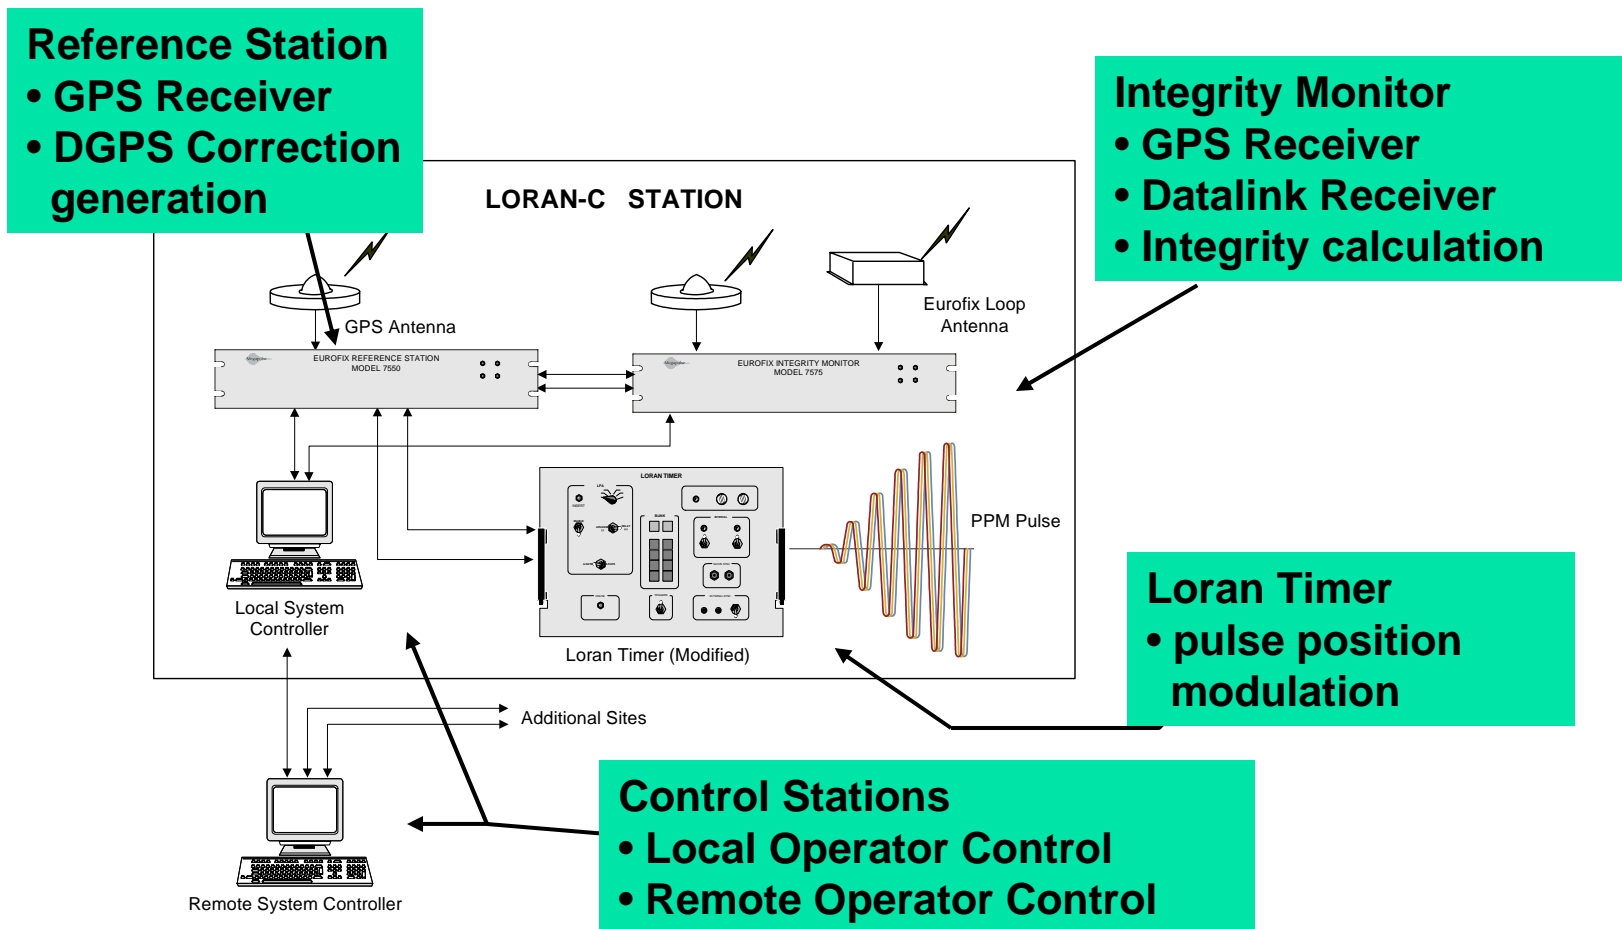 Reference Station
• GPS Receiver
• DGPS Correction
generation
Integrity Monitor
• GPS Receiver
• Datalink Receiver
• Integrity calculation
LORAN-C STATION
GPS Antenna
Eurofix Loop
Antenna
EUROFIX REFERENCE STATION
MODEL 7550
EUROFIX INTEGRITY MONITOR
MODEL 7575
LORAN TIMER
LPA
PPM Pulse
Local System
Controller
Loran Timer (Modified)
Loran Timer
• pulse position
modulation
Additional Sites
Control Stations
• Local Operator Control
• Remote Operator Control
Remote System Controller